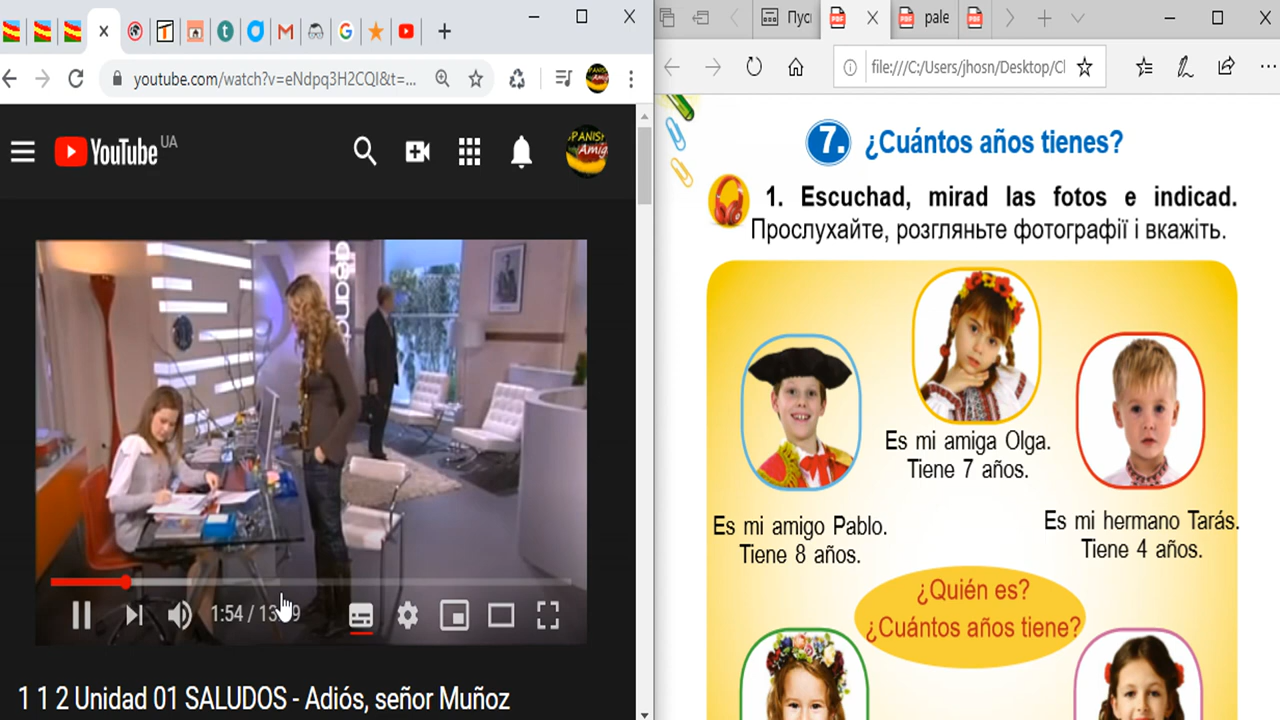 Пус
pale
youtube.com/watch?v=eNdpq3H2CQI&t=...
file:///C:/Users/jhosn/Desktop/Cl
YouTube UA
PANIS
Amig
1:54 / 13:
1 1 2 Unidad 01 SALUDOS - Adiós, señor Muñoz
7. ¿Cuántos años tienes?
1. Escuchad, mirad las fotos e indicad.
Прослухайте, розгляньте фотографії і вкажіть.
Es mi amiga Olga.
Tiene 7 años.
Es mi amigo Pablo.
Tiene 8 años.
Es mi hermano Tarás.
Tiene 4 años.
¿Quién es?
¿Cuántos años tiene?